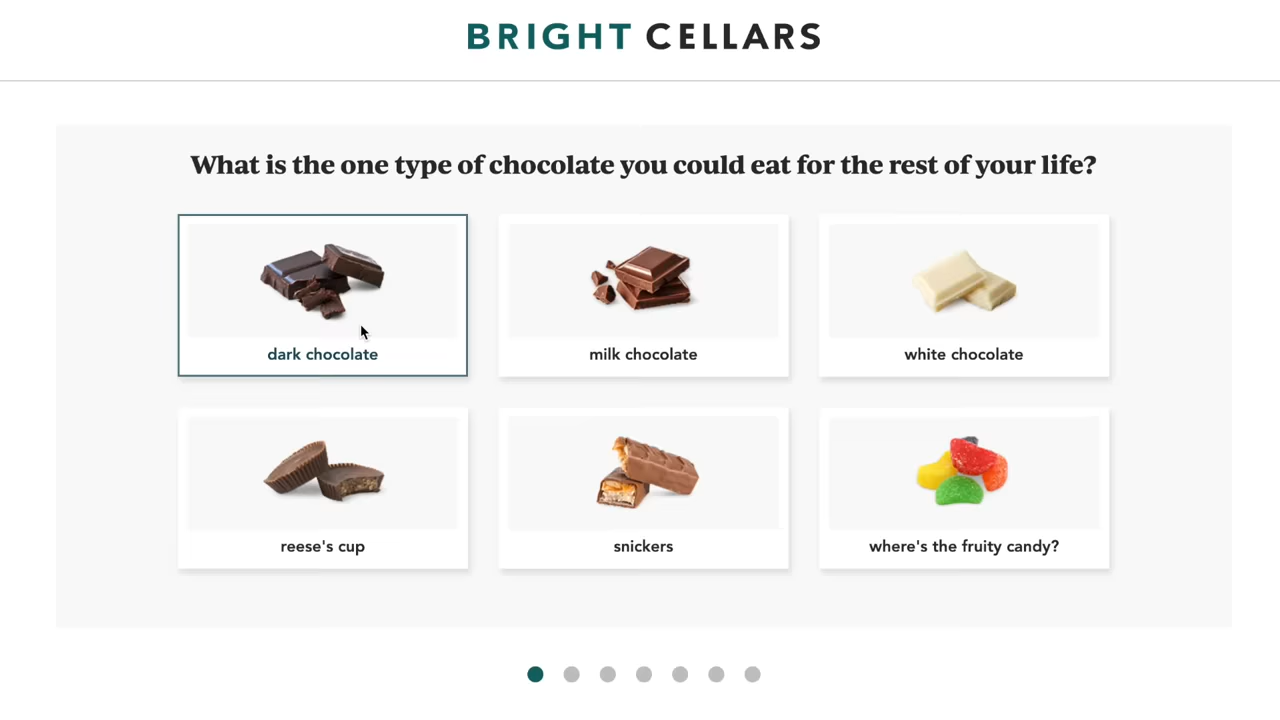 BRIGHT CELLARS
What is the one type of chocolate you could eat for the rest of your life?
dark chocolate
milk chocolate
white chocolate
reese's cup
snickers
where's the fruity candy?